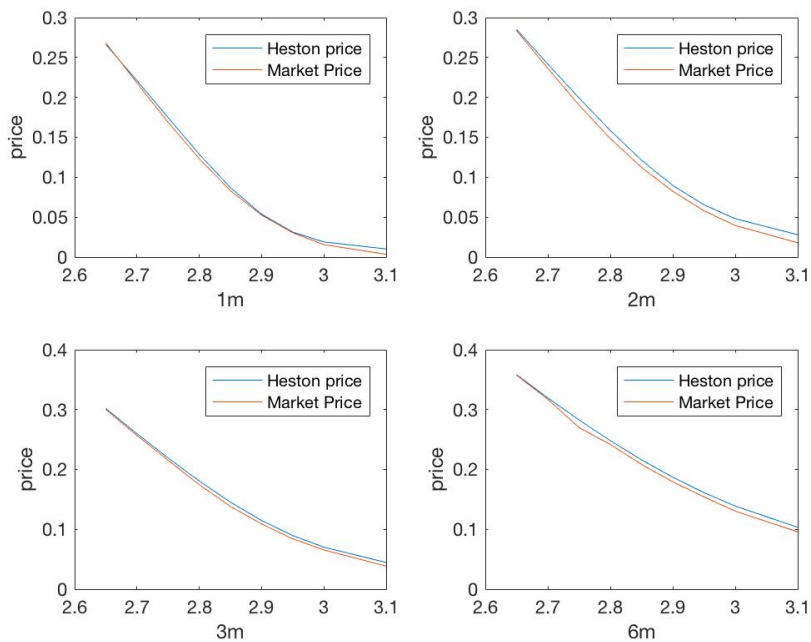 0.3
0.25
0.2
0.15
0.1
0.05
0
price
2.6 2.7 2.8 2.9 3 3.1
1m
Heston price
Market Price
0.3
0.25
0.2
0.15
0.1
0.05
0
price
2.6 2.7 2.8 2.9 3 3.1
2m
Heston price
Market Price
0.4
0.3
0.2
0.1
0
price
2.6 2.7 2.8 2.9 3 3.1
3m
Heston price
Market Price
0.4
0.3
0.2
0.1
0
price
2.6 2.7 2.8 2.9 3 3.1
6m
Heston price
Market Price